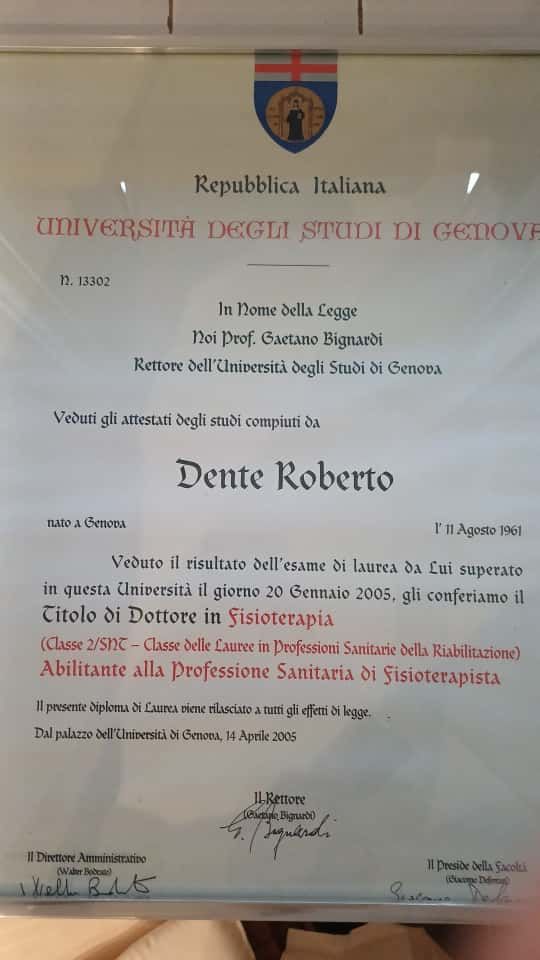 Repubblica Italiana
UNIVERSITÀ DEGLI STUDI DI GENOVA
N. 13302
In Nome della Legge
Noi Prof. Gaetano Bignardi
Rettore dell'Università degli Studi di Genova
Veduti gli attestati degli studi compiuti da
Dente Roberto
nato a Genova l' 11 Agosto 1961
Veduto il risultato dell'esame di laurea da Lui superato
in questa Università il giorno 20 Gennaio 2005, gli conferiamo il
Titolo di Dottore in Fisioterapia
(Classe 2/SNT – Classe delle Lauree in Professioni Sanitarie della Riabilitazione)
Abilitante alla Professione Sanitaria di Fisioterapista
Il presente diploma di Laurea viene rilasciato a tutti gli effetti di legge.
Dal palazzo dell'Università di Genova, 14 Aprile 2005
Il Rettore
(Gaetano Bignardi)
G. Bignardi
Il Direttore Amministrativo
(Walter
Il Preside della Facoltà
(Giacomo